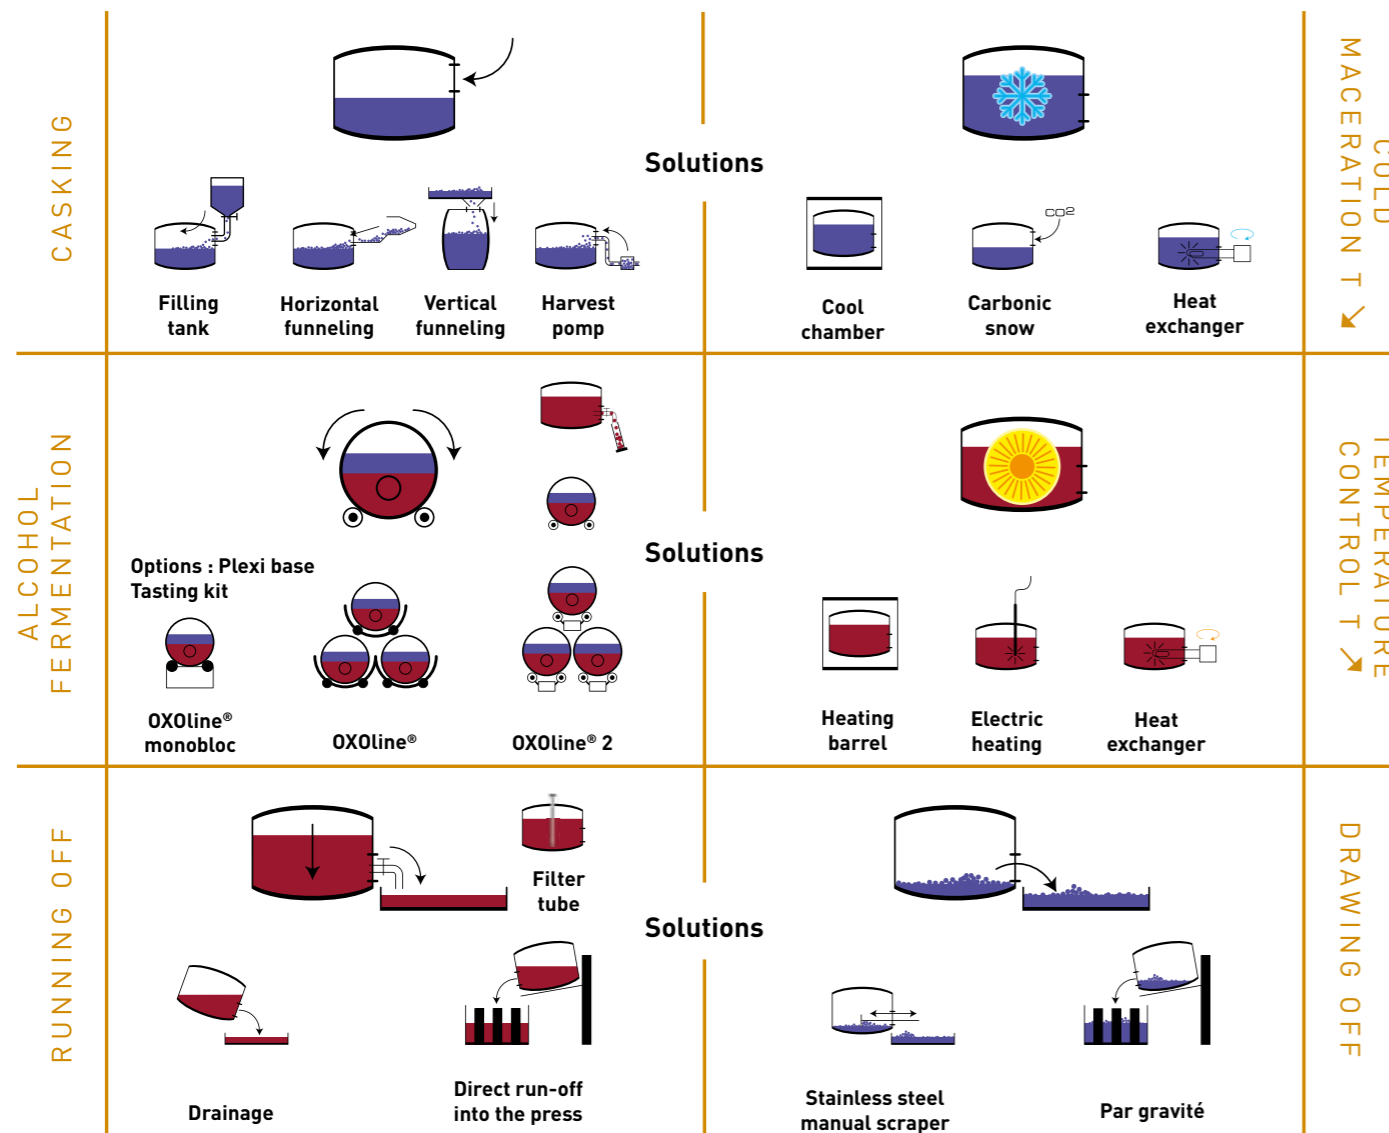 CASKING
Solutions
Filling
tank
Horizontal
funneling
Vertical
funneling
Harvest
pomp
COLD
MACERATION T ↙
CO2
Cool
chamber
Carbonic
snow
Heat
exchanger
ALCOHOL
FERMENTATION
Options : Plexi base
Tasting kit
OXOline®
monobloc
OXOline®
OXOline® 2
Solutions
TEMPERATURE
CONTROL T ↘
Heating
barrel
Electric
heating
Heat
exchanger
RUNNING OFF
Filter
tube
Drainage
Direct run-off
into the press
Solutions
DRAWING OFF
Stainless steel
manual scraper
Par gravité